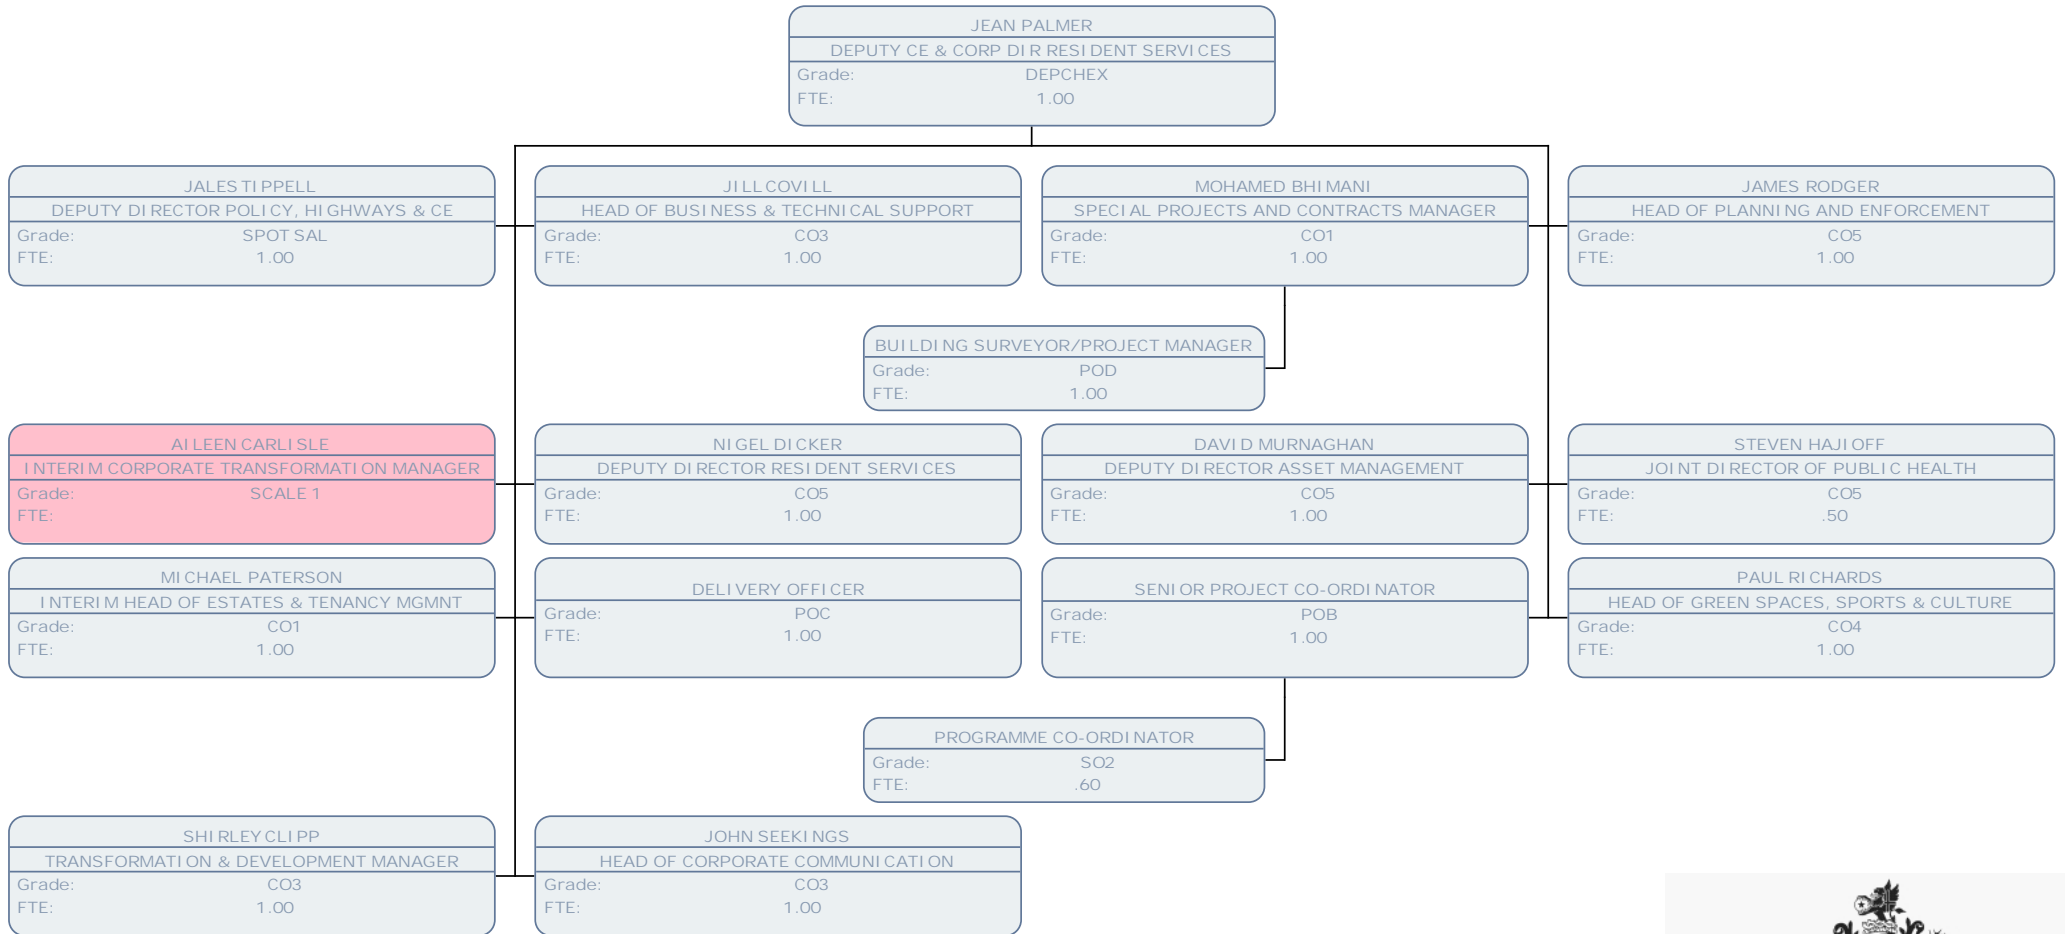 JEAN PALMER
DEPUTY CE & CORP DIR RESIDENT SERVICES
Grade: DEPCHEX
FTE: 1.00
JALES TIPPELL
DEPUTY DIRECTOR POLICY, HIGHWAYS & CE
Grade: SPOT SAL
FTE: 1.00
JILL COVILL
HEAD OF BUSINESS & TECHNICAL SUPPORT
Grade: CO3
FTE: 1.00
MOHAMED BHIMANI
SPECIAL PROJECTS AND CONTRACTS MANAGER
Grade: CO1
FTE: 1.00
JAMES RODGER
HEAD OF PLANNING AND ENFORCEMENT
Grade: CO5
FTE: 1.00
BUILDING SURVEYOR/PROJECT MANAGER
Grade: POD
FTE: 1.00
AILEEN CARLISLE
INTERIM CORPORATE TRANSFORMATION MANAGER
Grade: SCALE 1
FTE:
NIGEL DICKER
DEPUTY DIRECTOR RESIDENT SERVICES
Grade: CO5
FTE: 1.00
DAVID MURNAGHAN
DEPUTY DIRECTOR ASSET MANAGEMENT
Grade: CO5
FTE: 1.00
STEVEN HAJIOFF
JOINT DIRECTOR OF PUBLIC HEALTH
Grade: CO5
FTE: .50
MICHAEL PATERSON
INTERIM HEAD OF ESTATES & TENANCY MGMNT
Grade: CO1
FTE: 1.00
DELIVERY OFFICER
Grade: POC
FTE: 1.00
SENIOR PROJECT CO-ORDINATOR
Grade: POB
FTE: 1.00
PAUL RICHARDS
HEAD OF GREEN SPACES, SPORTS & CULTURE
Grade: CO4
FTE: 1.00
PROGRAMME CO-ORDINATOR
Grade: SO2
FTE: .60
SHIRLEY CLIPP
TRANSFORMATION & DEVELOPMENT MANAGER
Grade: CO3
FTE: 1.00
JOHN SEEKINGS
HEAD OF CORPORATE COMMUNICATION
Grade: CO3
FTE: 1.00